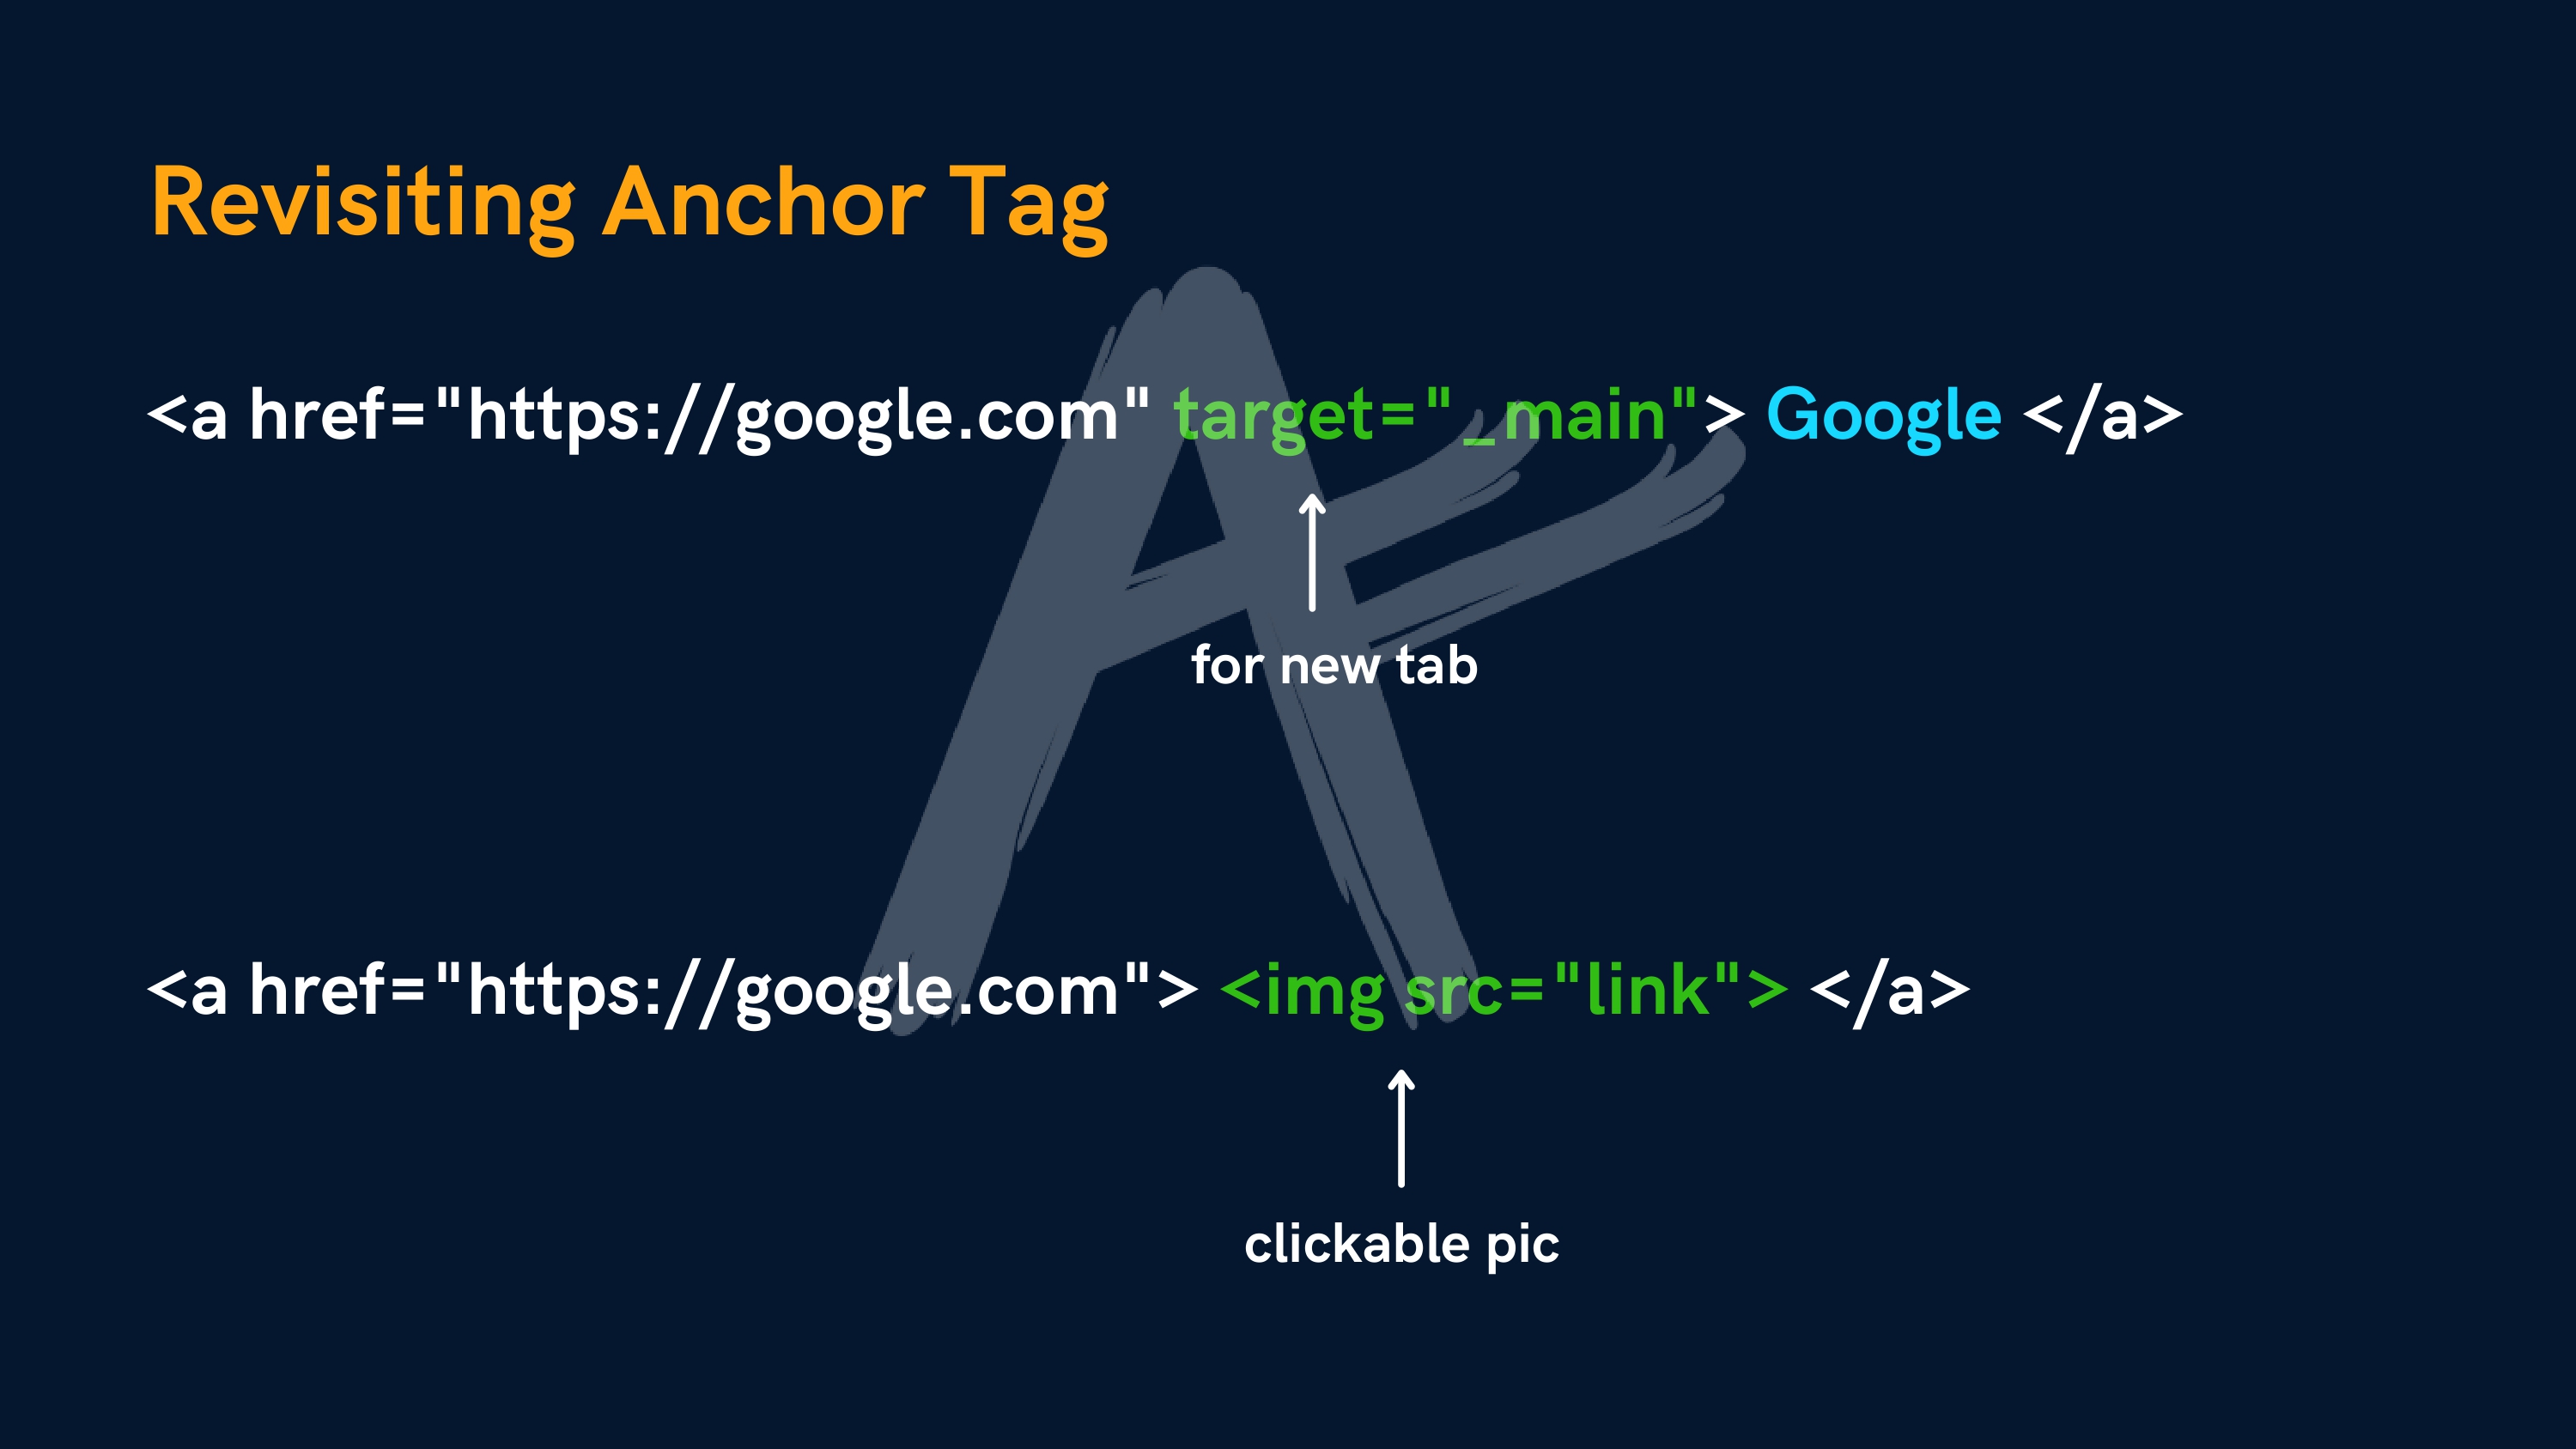 Revisiting Anchor Tag
<a href="https://google.com" target="_main"> Google </a>
for new tab
<a href="https://google.com"> <img src="link"> </a>
clickable pic